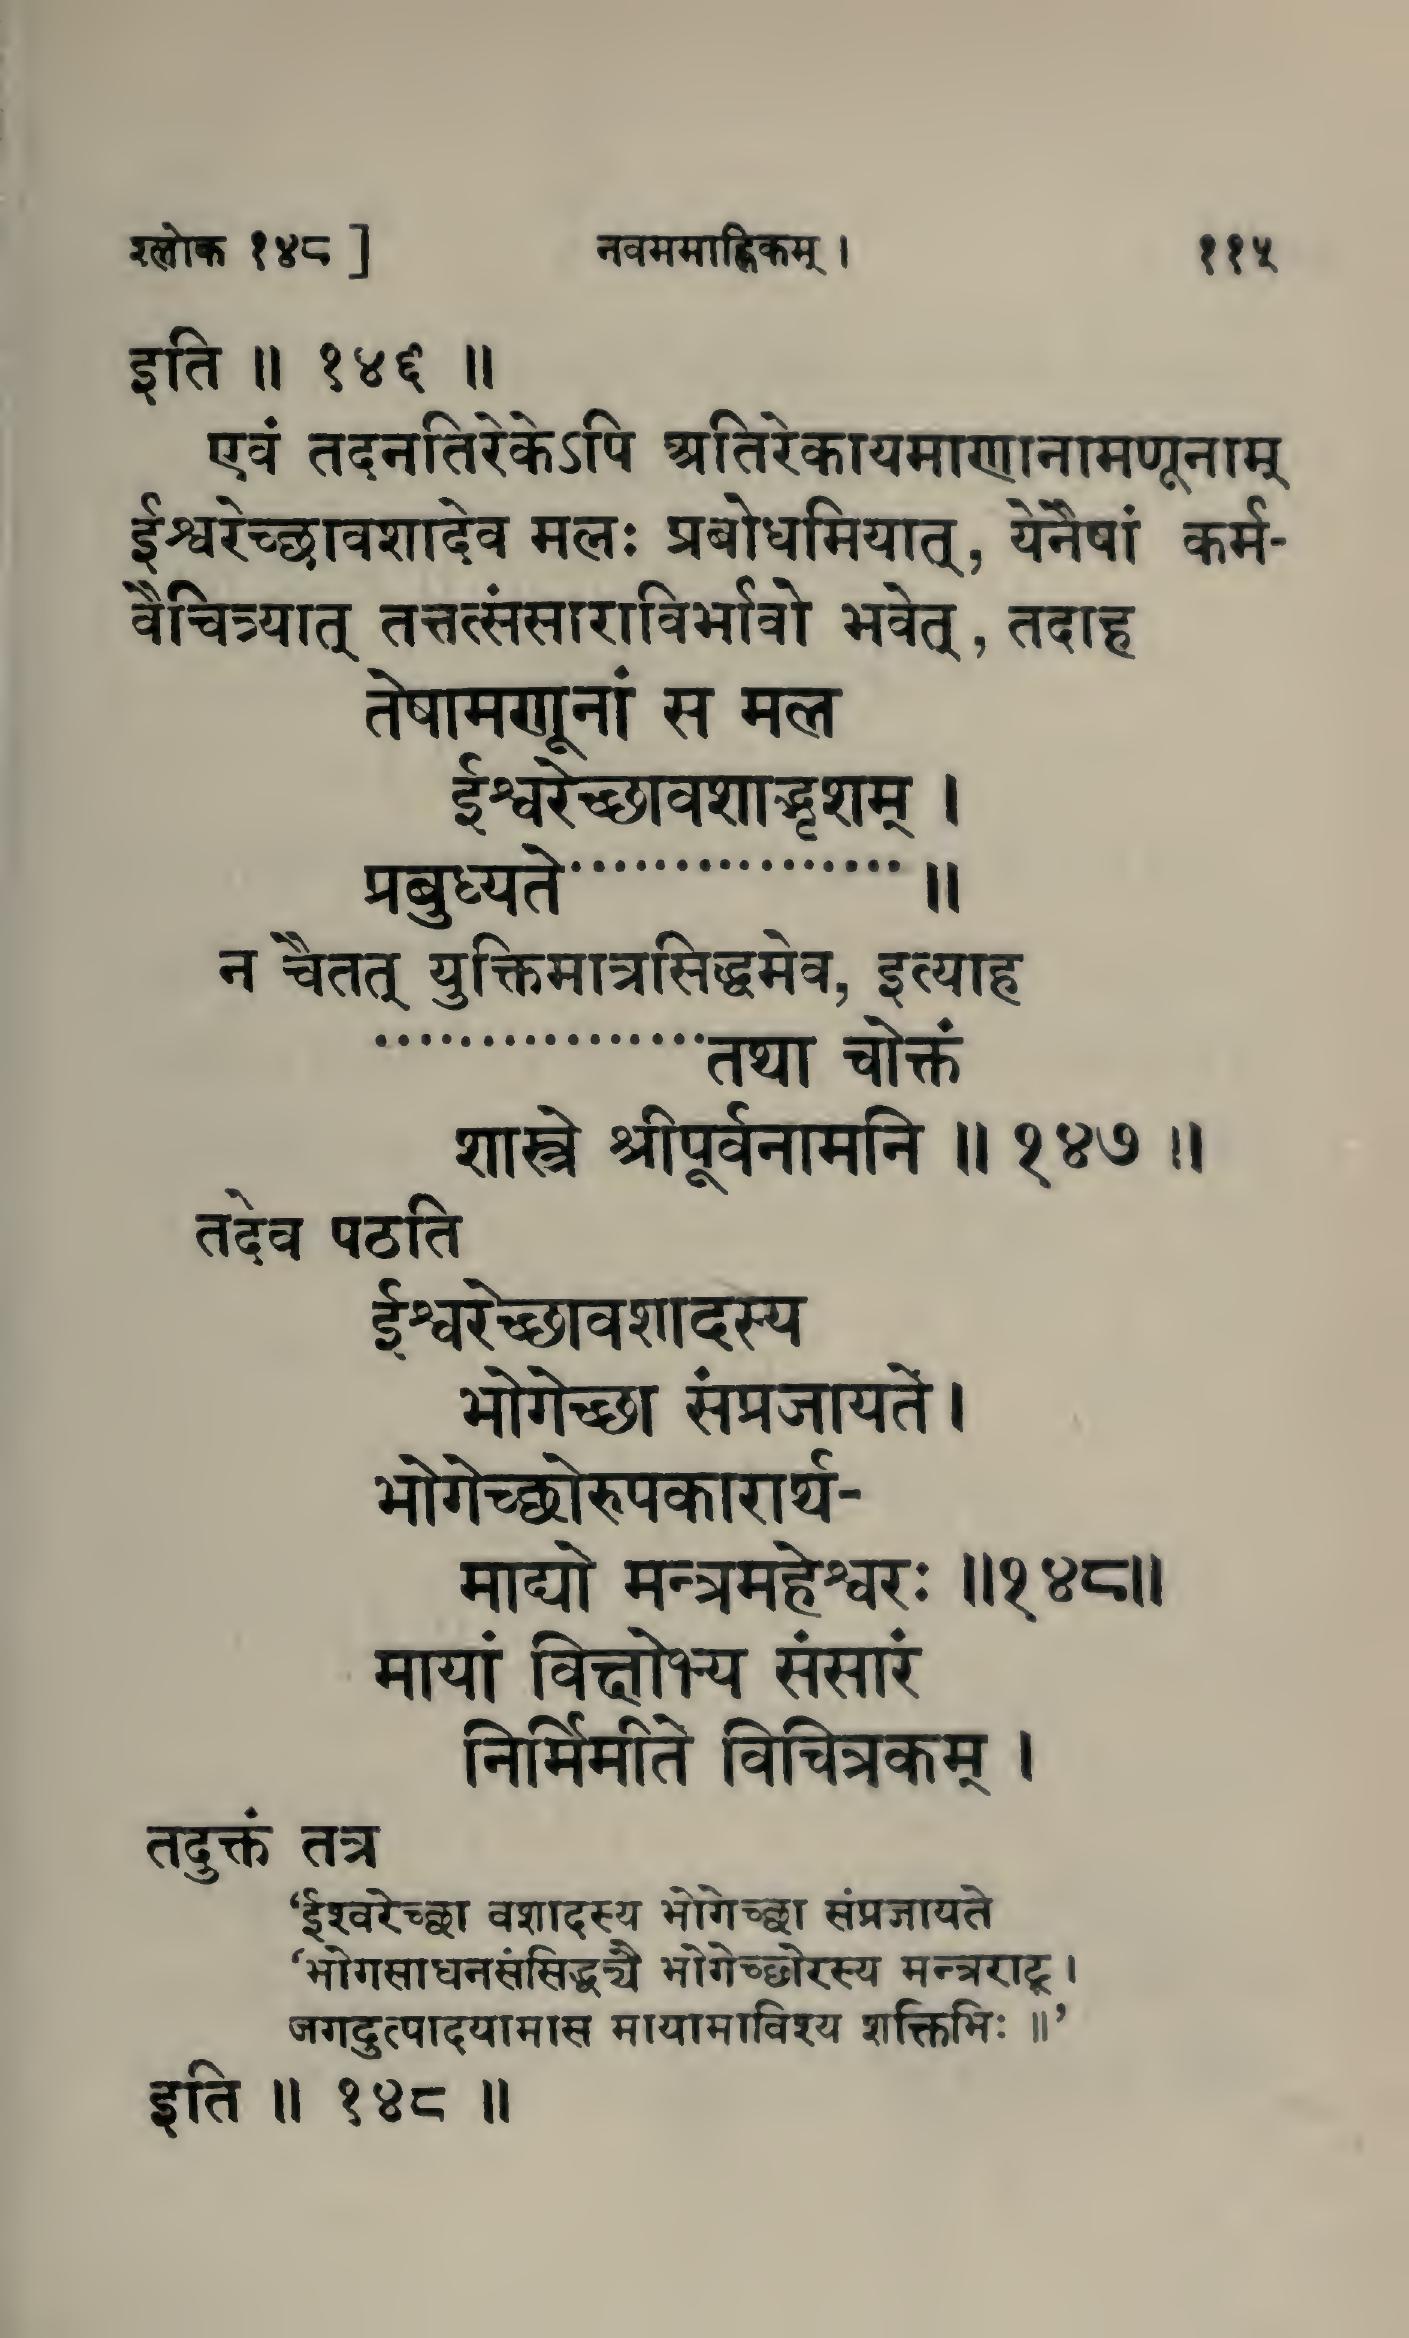 श्लोक १४८ ] नवममाह्निकम् । ११५
इति ॥ १४६ ॥
एवं तदनतिरेकेऽपि अतिरेकायमाणानामणूनाम्
ईश्वरेच्छावशादेव मलः प्रबोधमियात्, येनैषां कर्म-
वैचित्र्यात् तत्तत्संसाराविर्भावो भवेत्, तदाह
तेषामणूनां स मल
ईश्वरेच्छावशाद्भृशम् ।
प्रबुध्यते················ ॥
न चैतत् युक्तिमात्रसिद्धमेव, इत्याह
················तथा चोक्तं
शास्त्रे श्रीपूर्वनामनि ॥ १४७ ॥
तदेव पठति
ईश्वरेच्छावशादस्य
भोगेच्छा संप्रजायते ।
भोगेच्छोरुपकारार्थ-
माद्यो मन्त्रमहेश्वरः ॥१४८॥
मायां विक्षोभ्य संसारं
निर्मिमीते विचित्रकम् ।
तदुक्तं तत्र
‘ईश्वरेच्छा वशादस्य भोगेच्छा संप्रजायते
‘भोगसाधनसंसिद्ध्यै भोगेच्छोरस्य मन्त्रराट् ।
जगदुत्पादयामास मायामाविश्य शक्तिभिः ॥’
इति ॥ १४८ ॥